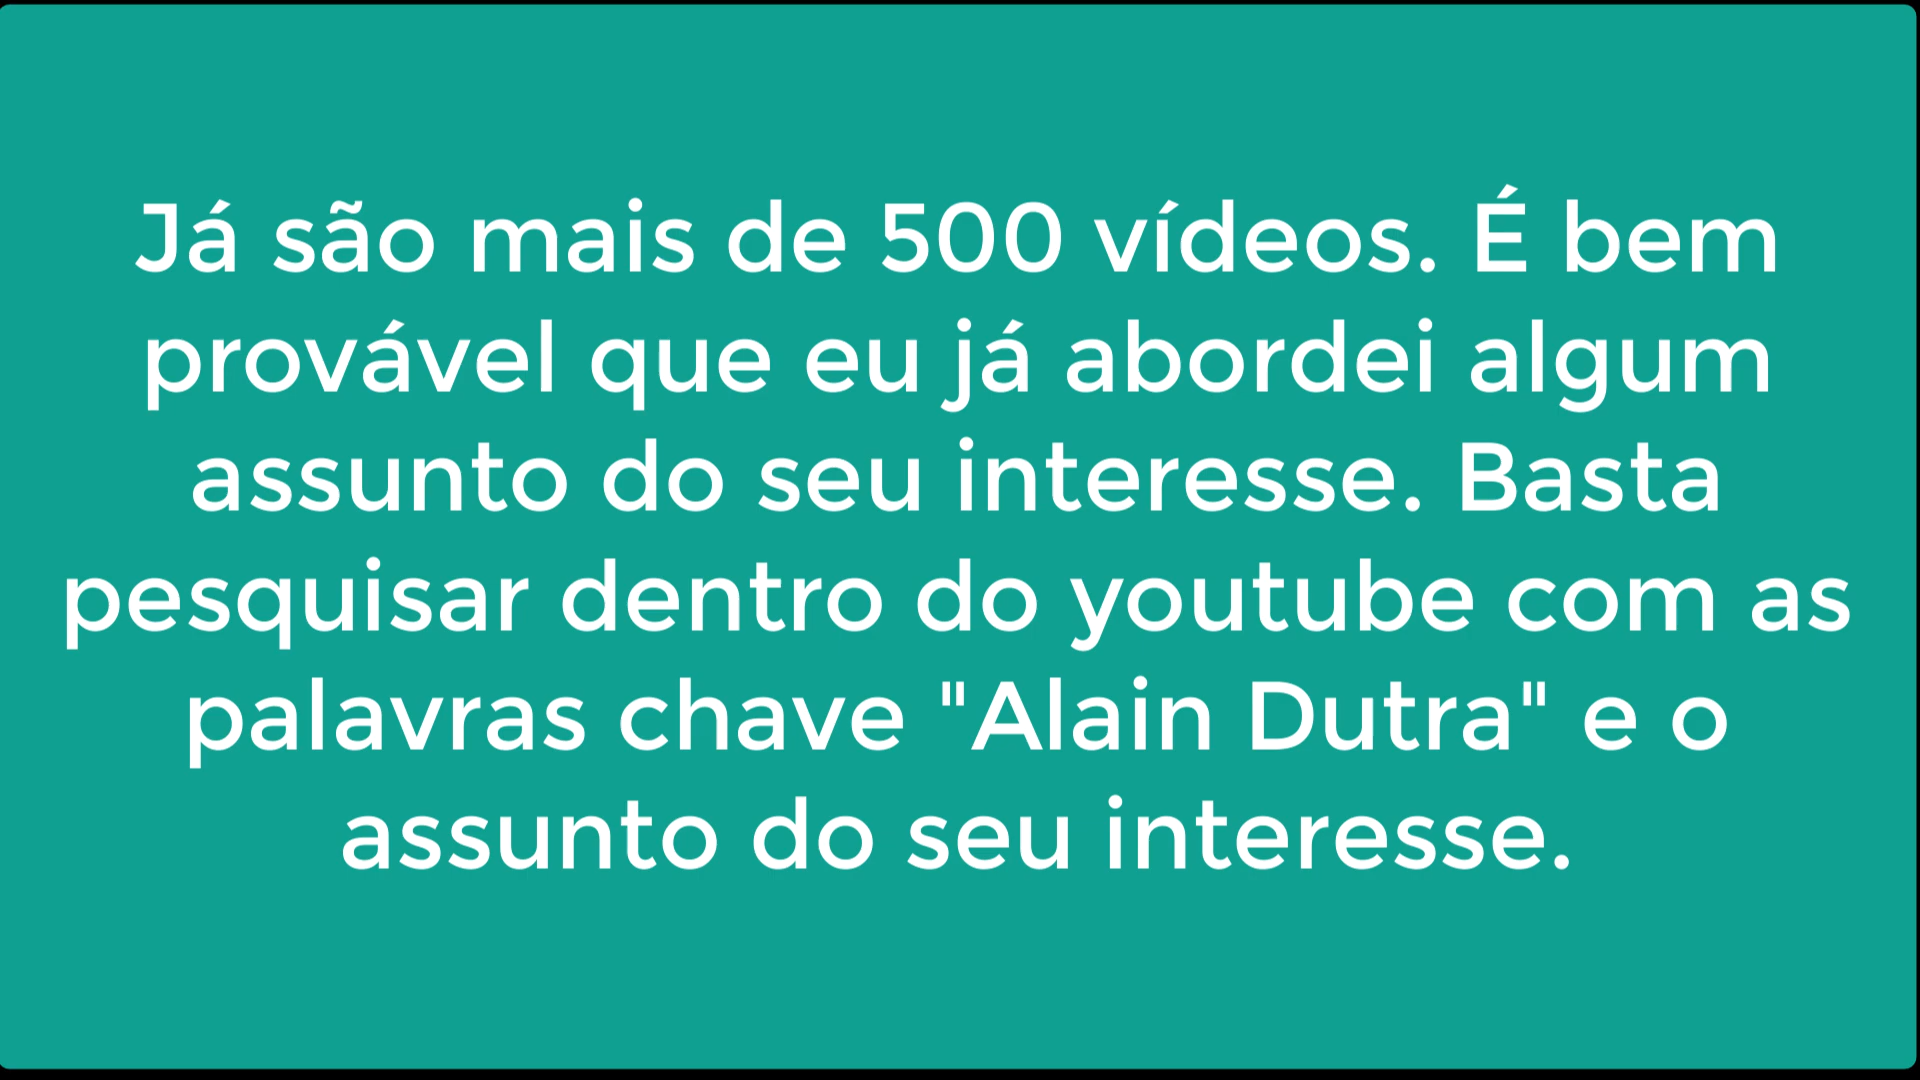 Já são mais de 500 vídeos. É bem
provável que eu já abordei algum
assunto do seu interesse. Basta
pesquisar dentro do youtube com as
palavras chave "Alain Dutra" e o
assunto do seu interesse.